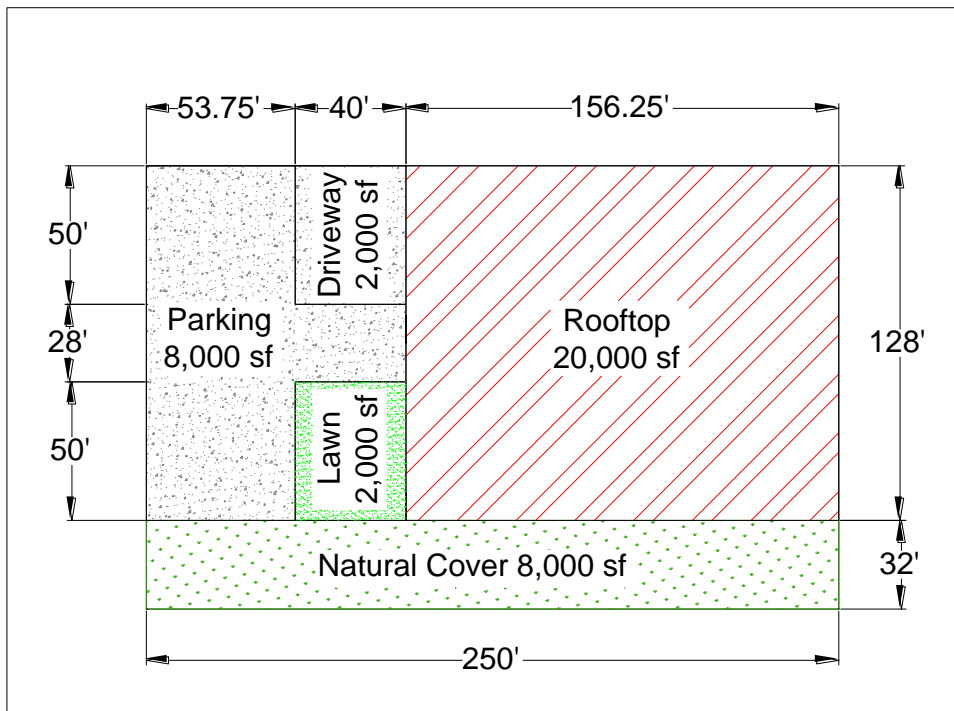 53.75'
40'
156.25'
50'
28'
50'
Parking
8,000 sf
Driveway
2,000 sf
Lawn
2,000 sf
Rooftop
20,000 sf
128'
Natural Cover 8,000 sf
32'
250'